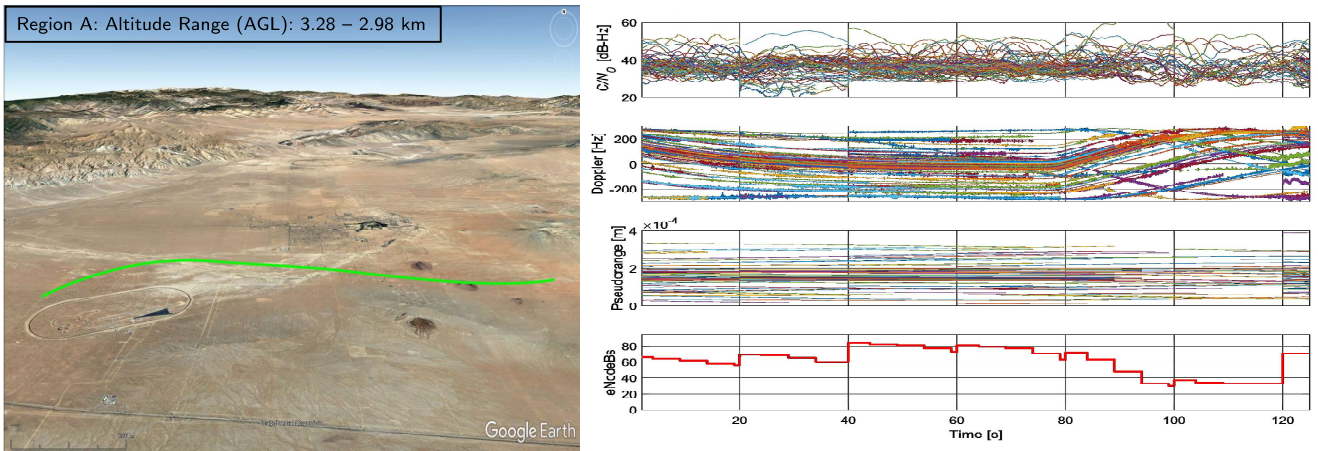 Region A: Altitude Range (AGL): 3.28 – 2.98 km
N
Google Earth
C/N0 [dB-Hz]
60
40
20
Doppler [Hz]
200
0
-200
Pseudorange [m]
×10-4
4
2
0
eNodeBs
80
60
40
20
0
20
40
60
80
100
120
Time [s]